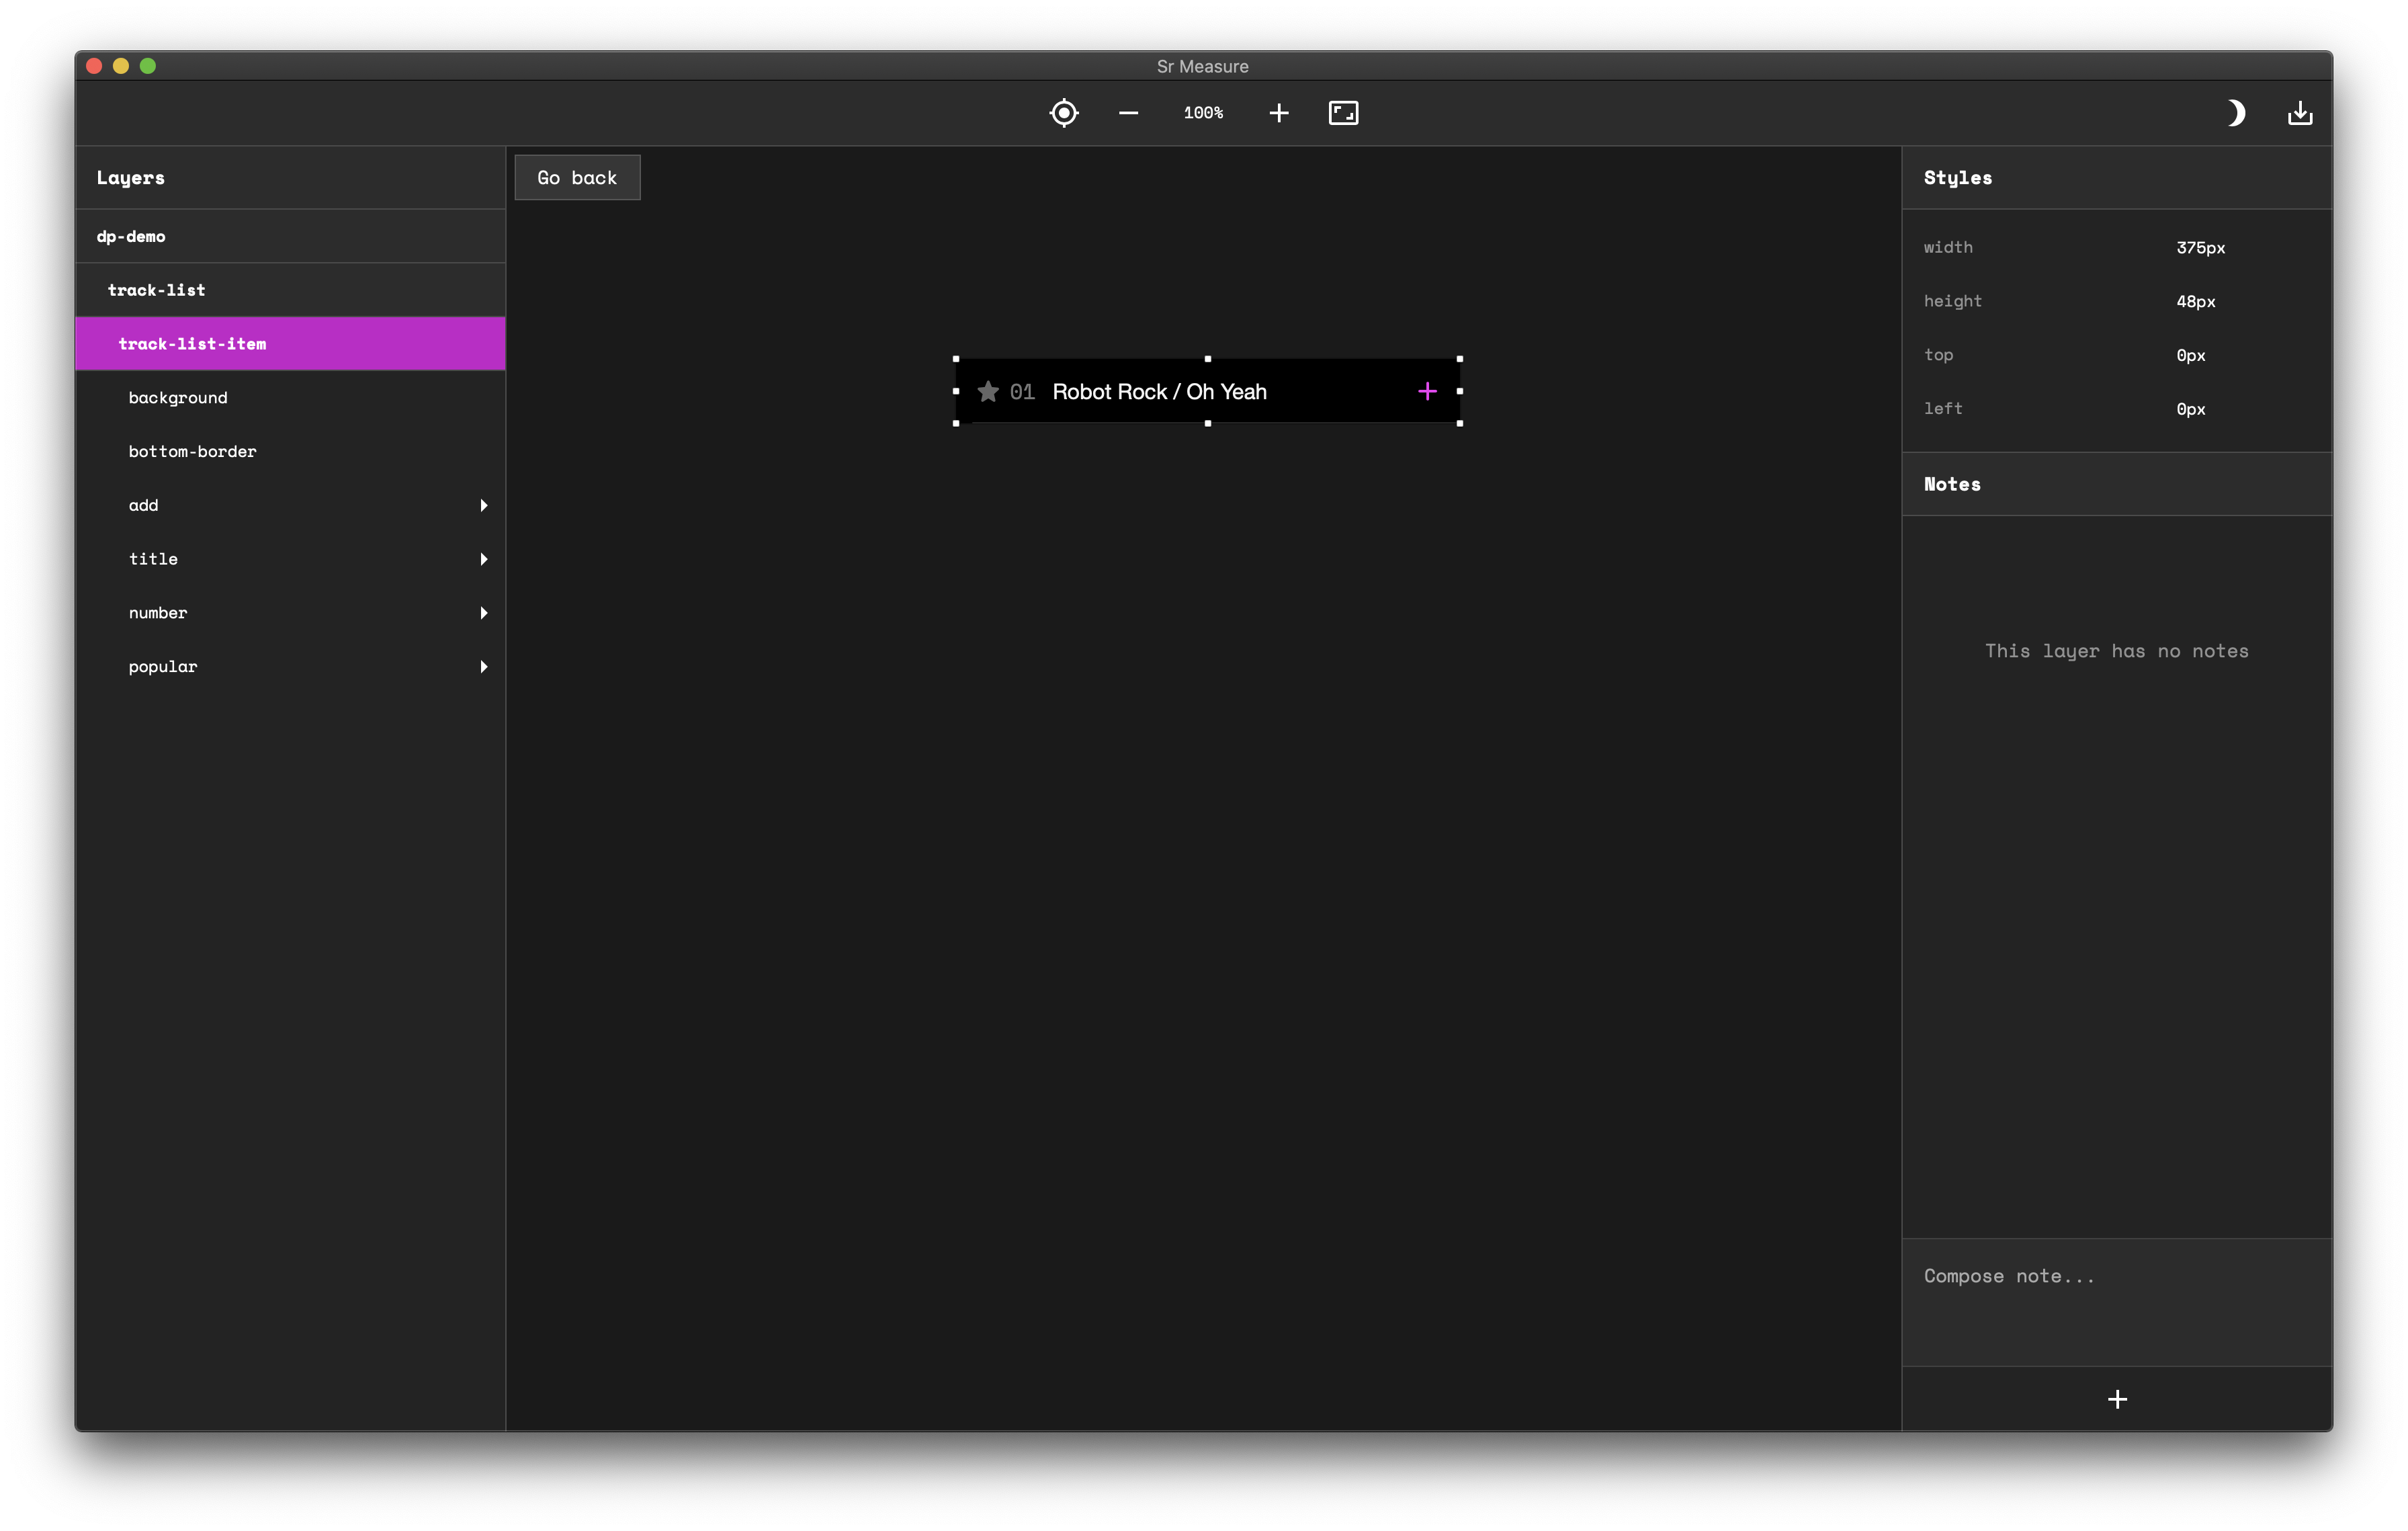 Sr Measure
100%
Layers
dp-demo
track-list
track-list-item
background
bottom-border
add
title
number
popular
Go back
01 Robot Rock / Oh Yeah
Styles
width 375px
height 48px
top 0px
left 0px
Notes
This layer has no notes
Compose note...